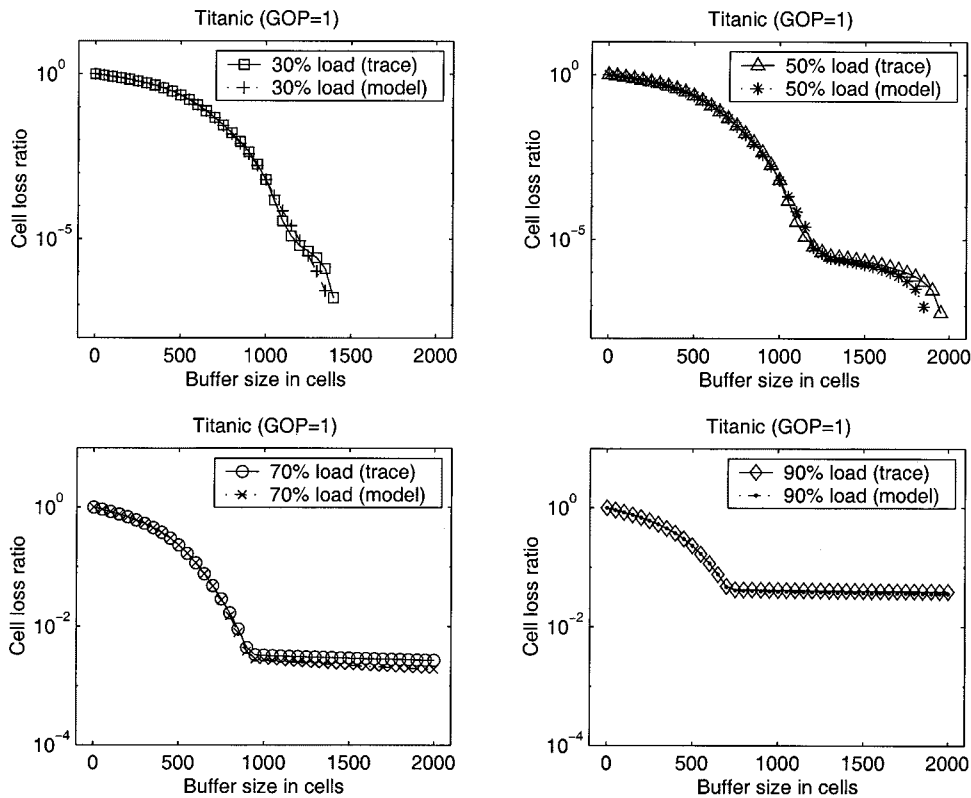 Titanic (GOP=1)
30% load (trace)
30% load (model)
10^0
10^-5
Cell loss ratio
0 500 1000 1500 2000
Buffer size in cells
Titanic (GOP=1)
50% load (trace)
50% load (model)
10^0
10^-5
Cell loss ratio
0 500 1000 1500 2000
Buffer size in cells
Titanic (GOP=1)
70% load (trace)
70% load (model)
10^0
10^-2
10^-4
Cell loss ratio
0 500 1000 1500 2000
Buffer size in cells
Titanic (GOP=1)
90% load (trace)
90% load (model)
10^0
10^-2
10^-4
Cell loss ratio
0 500 1000 1500 2000
Buffer size in cells